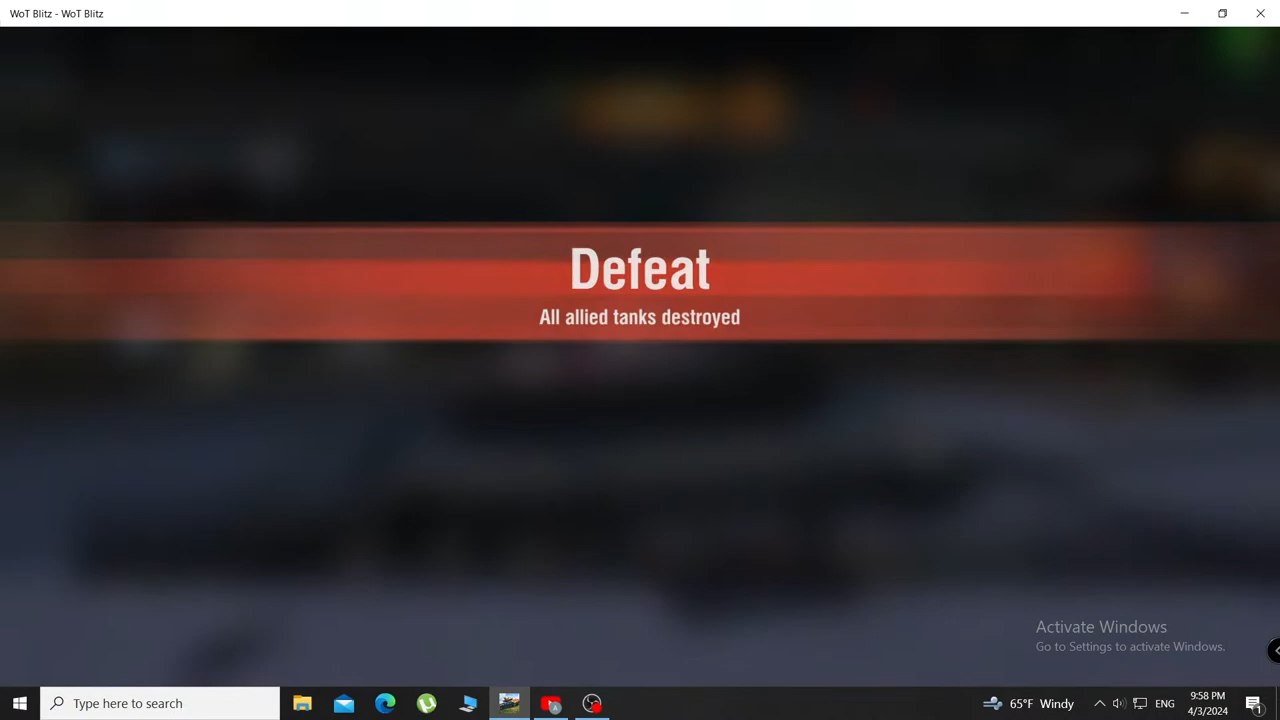 WoT Blitz - WoT Blitz
Defeat
All allied tanks destroyed
Activate Windows
Go to Settings to activate Windows.
Type here to search
65°F Windy
ENG
9:58 PM
4/3/2024
1